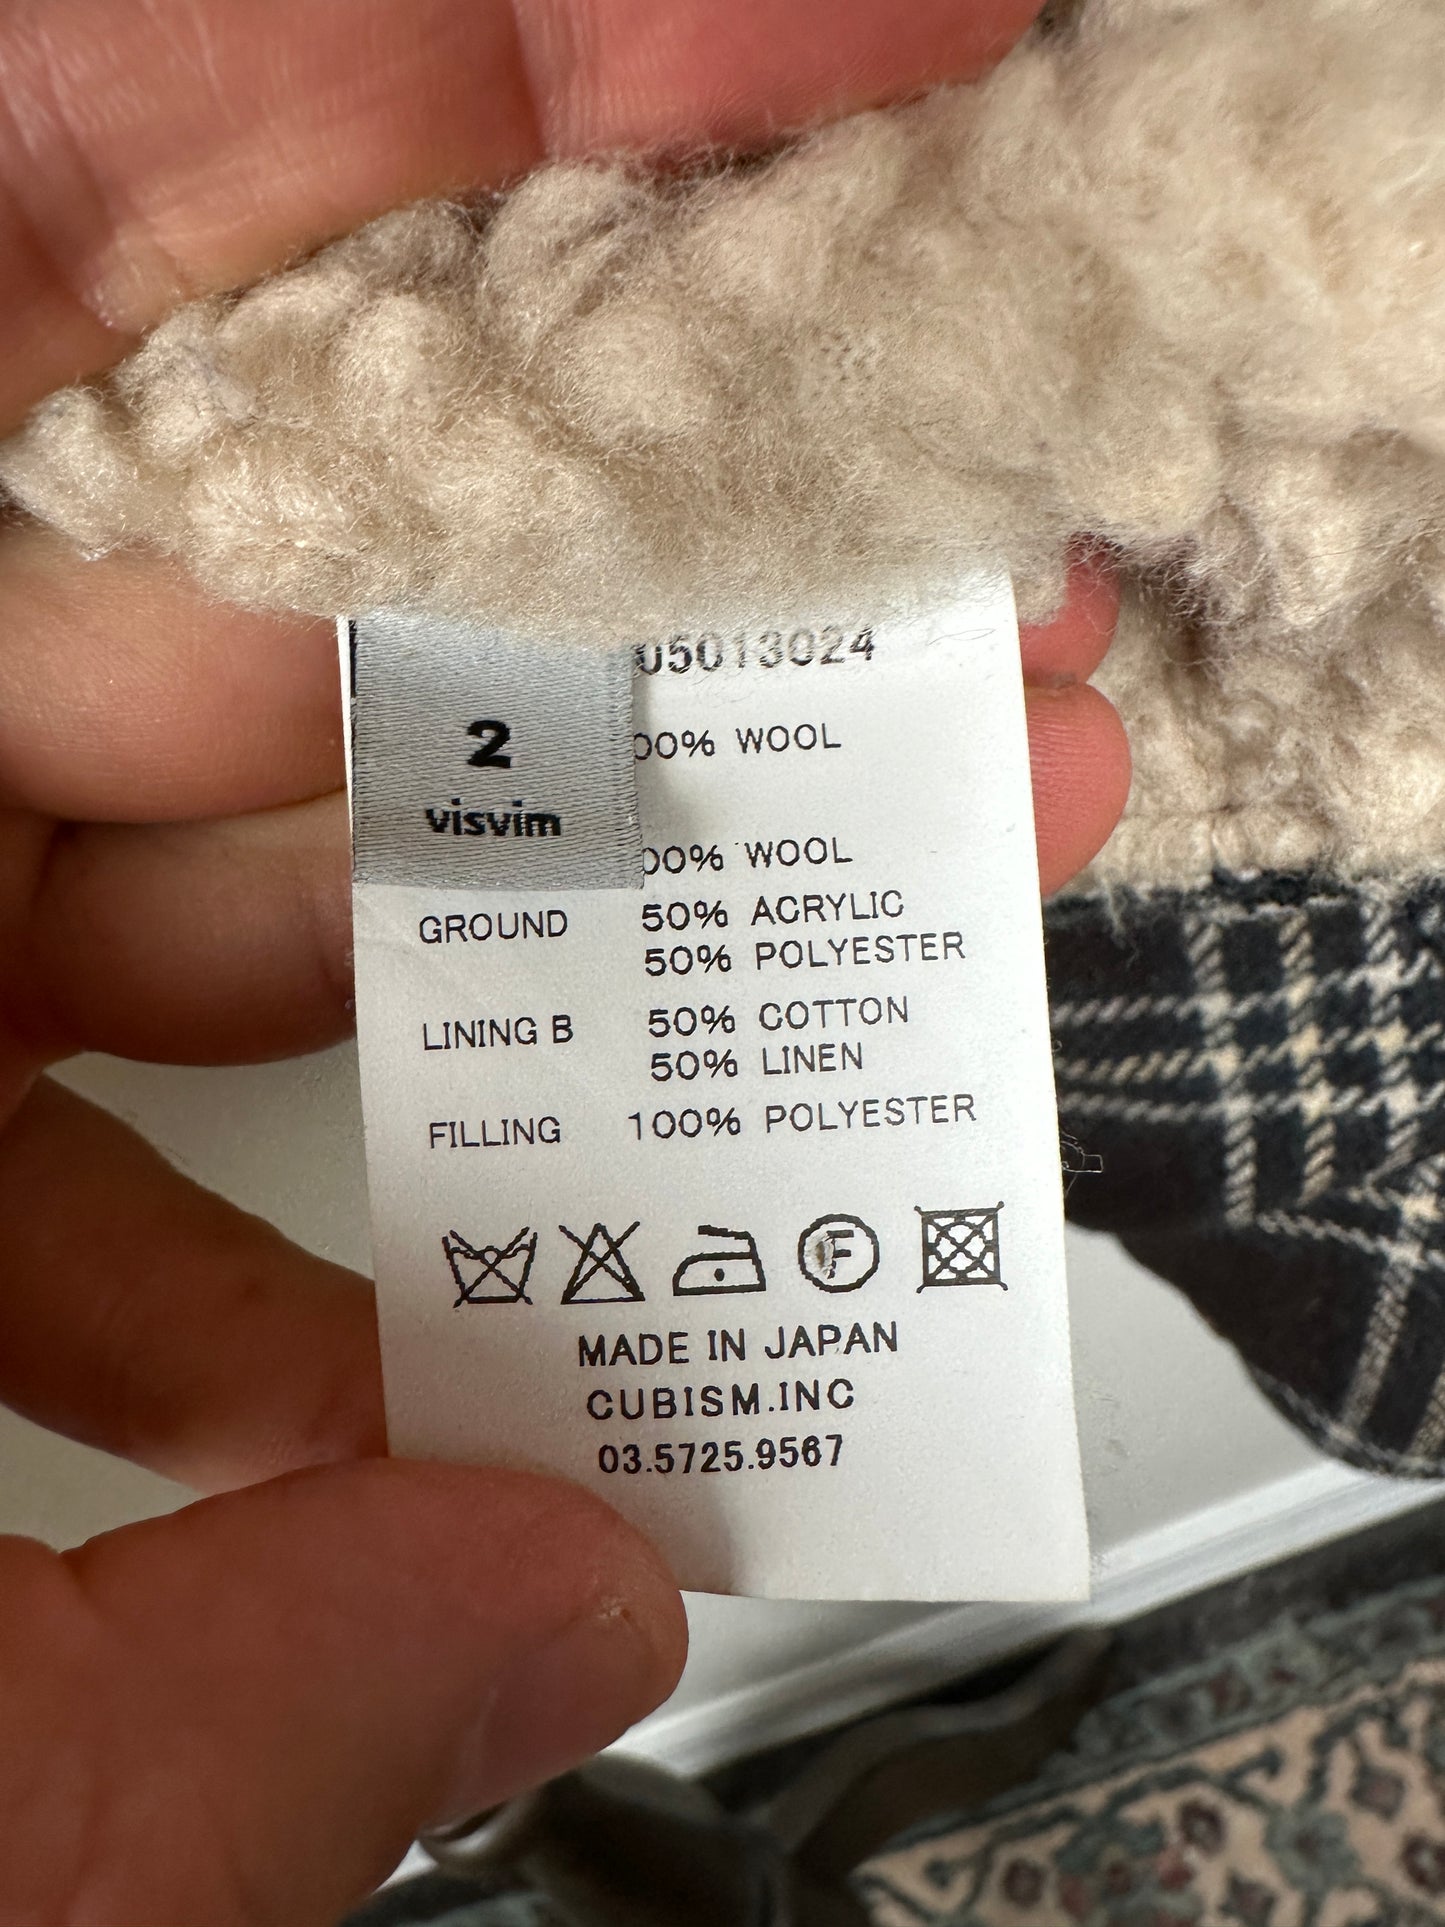 05013024
2
visvim
00% WOOL
00% WOOL
GROUND 50% ACRYLIC
50% POLYESTER
LINING B 50% COTTON
50% LINEN
FILLING 100% POLYESTER
F
MADE IN JAPAN
CUBISM.INC
03.5725.9567